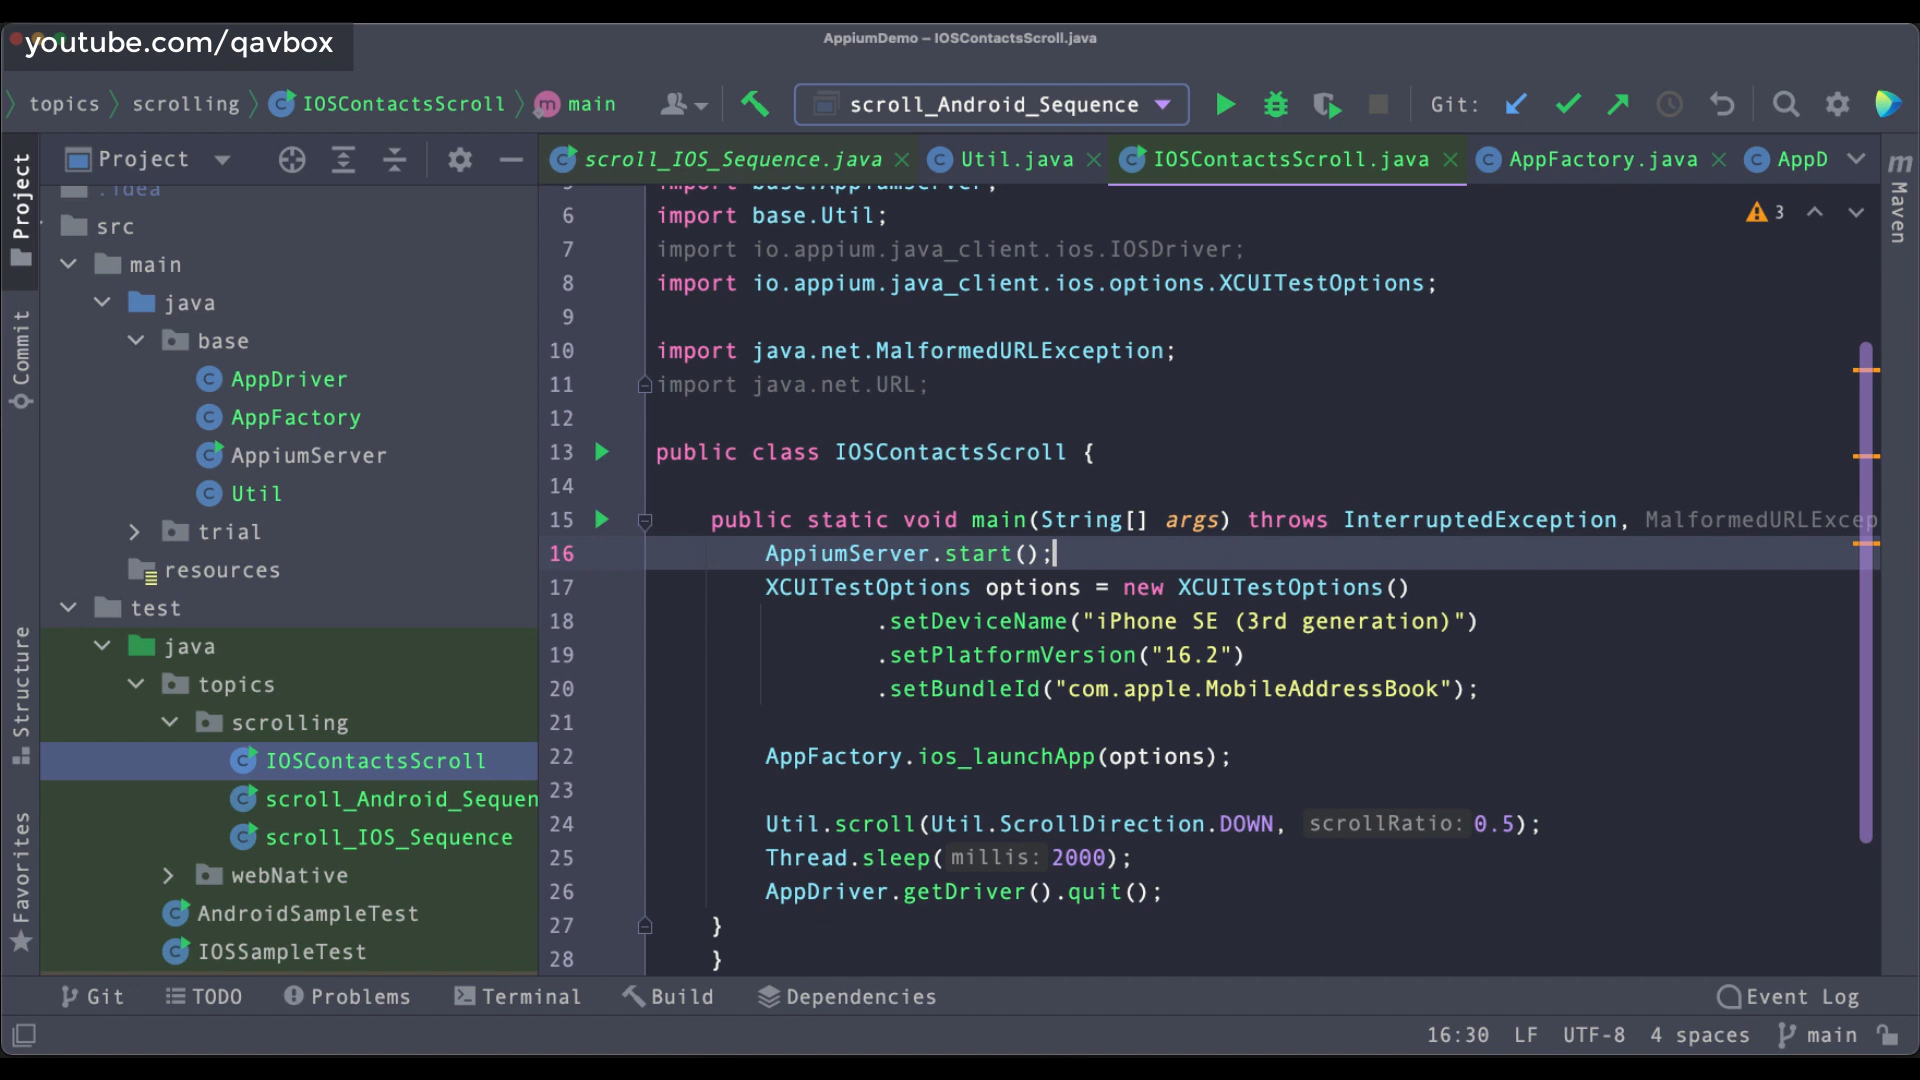 youtube.com/qavbox
AppiumDemo – IOSContactsScroll.java
topics scrolling IOSContactsScroll main scroll_Android_Sequence Git:
Project scroll_IOS_Sequence.java Util.java IOSContactsScroll.java AppFactory.java AppD
Project
Commit
Structure
Favorites
Maven
.idea
src
main
java
base
AppDriver
AppFactory
AppiumServer
Util
trial
resources
test
java
topics
scrolling
IOSContactsScroll
scroll_Android_Sequen
scroll_IOS_Sequence
webNative
AndroidSampleTest
IOSSampleTest
3
import base.AppiumServer;
6 import base.Util;
7 import io.appium.java_client.ios.IOSDriver;
8 import io.appium.java_client.ios.options.XCUITestOptions;
9
10 import java.net.MalformedURLException;
11 import java.net.URL;
12
13 public class IOSContactsScroll {
14
15 public static void main(String[] args) throws InterruptedException, MalformedURLExcep
16 AppiumServer.start();
17 XCUITestOptions options = new XCUITestOptions()
18 .setDeviceName("iPhone SE (3rd generation)")
19 .setPlatformVersion("16.2")
20 .setBundleId("com.apple.MobileAddressBook");
21
22 AppFactory.ios_launchApp(options);
23
24 Util.scroll(Util.ScrollDirection.DOWN, scrollRatio: 0.5);
25 Thread.sleep( millis: 2000);
26 AppDriver.getDriver().quit();
27 }
28 }
Git TODO Problems Terminal Build Dependencies Event Log
16:30 LF UTF-8 4 spaces main